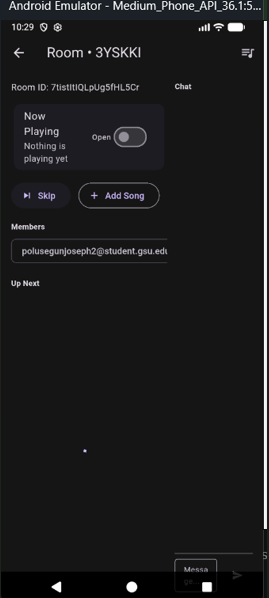 Android Emulator - Medium_Phone_API_36.1:5...
10:29
Room • 3YSKKI
Room ID: 7tistItIQLpUg5fHL5Cr
Chat
Now
Playing
Nothing is
playing yet
Open
Skip
+ Add Song
Members
polusegunjoseph2@student.gsu.edu
Up Next
Messa
ge...